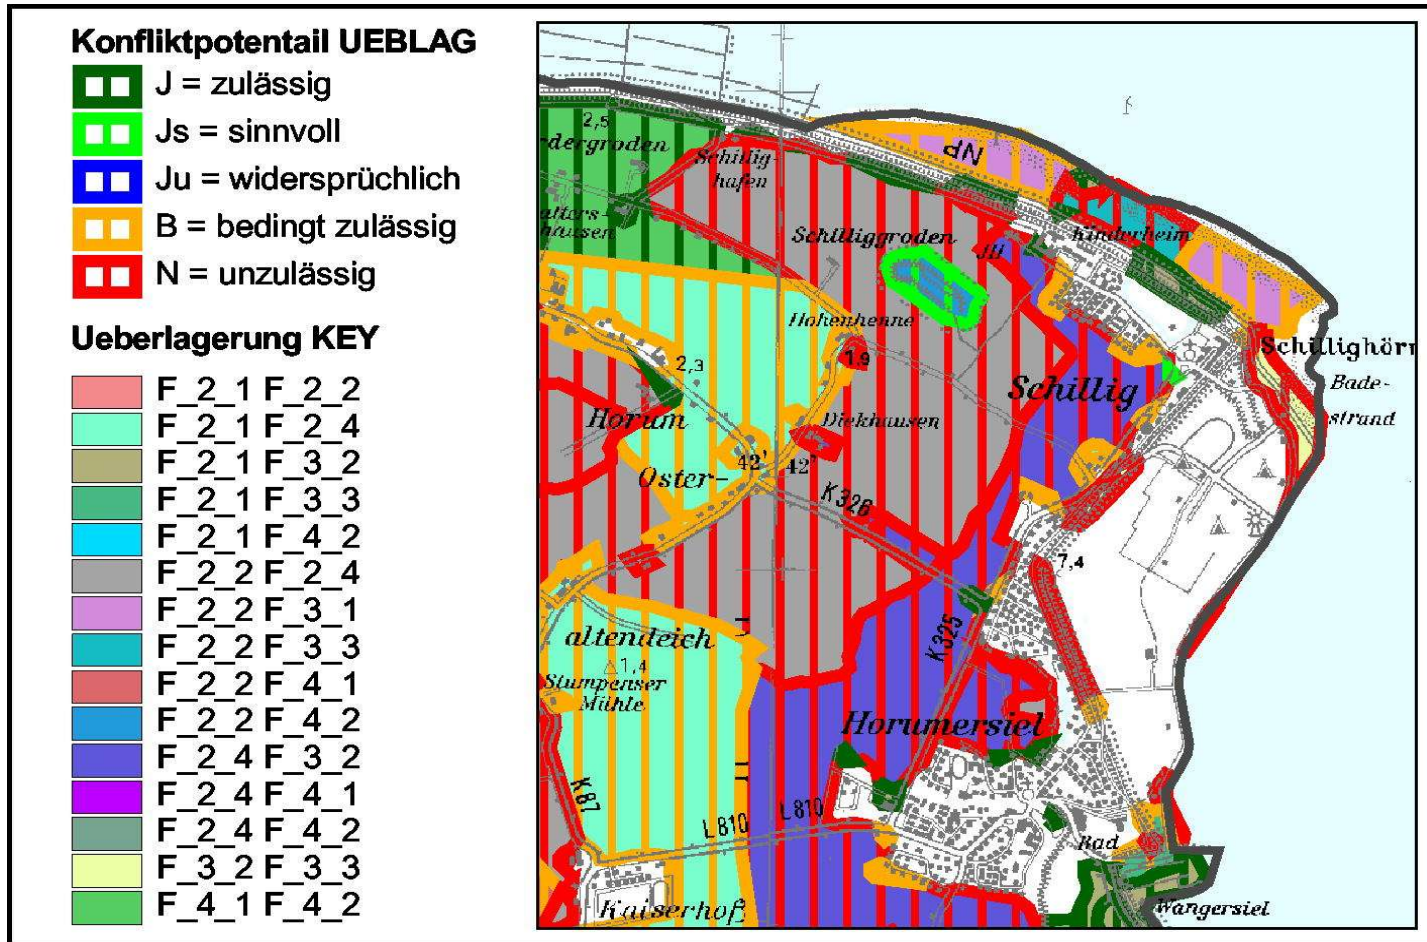 Konfliktpotentail UEBLAG
J = zulässig
Js = sinnvoll
Ju = widersprüchlich
B = bedingt zulässig
N = unzulässig
Ueberlagerung KEY
F_2_1 F_2_2
F_2_1 F_2_4
F_2_1 F_3_2
F_2_1 F_3_3
F_2_1 F_4_2
F_2_2 F_2_4
F_2_2 F_3_1
F_2_2 F_3_3
F_2_2 F_4_1
F_2_2 F_4_2
F_2_4 F_3_2
F_2_4 F_4_1
F_2_4 F_4_2
F_3_2 F_3_3
F_4_1 F_4_2
2,5
dergroden
Schillig-
hafen
NP
hausen
Schilliggroden
JH
Kinderheim
Hohenhenne
1.9
2,3
Schillighörn
Bade-
strand
Schillig
Horum
Diekhausen
Oster-
42' 42'
K326
7,4
altendeich
1,4
Stumpenser
Mühle
K325
Horumersiel
K87
L810
L810
Bad
Kaiserhof
Wangersiel